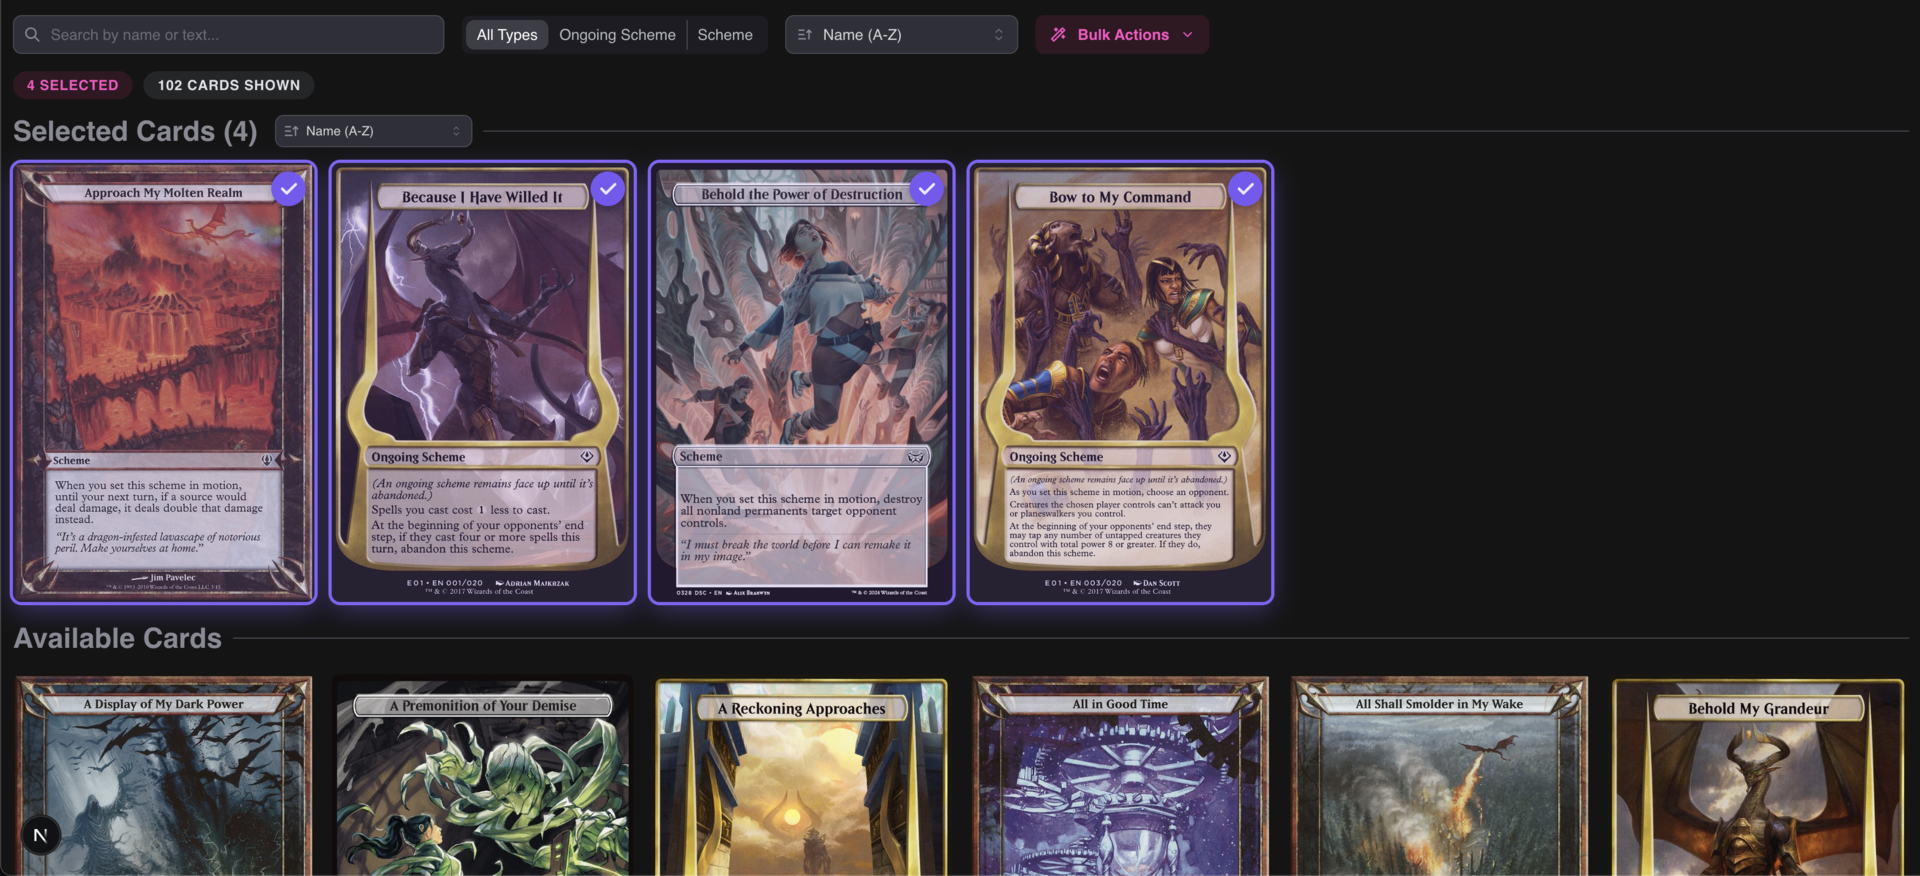 Search by name or text...
All Types
Ongoing Scheme
Scheme
Name (A-Z)
Bulk Actions
4 SELECTED
102 CARDS SHOWN
Selected Cards (4)
Name (A-Z)
Approach My Molten Realm
Scheme
When you set this scheme in motion,
until your next turn, if a source would
deal damage, it deals double that damage
instead.
"It's a dragon-infested lavascape of notorious
peril. Make yourselves at home."
Jim Pavelec
Because I Have Willed It
Ongoing Scheme
(An ongoing scheme remains face up until it's
abandoned.)
Spells you cast cost 1 less to cast.
At the beginning of your opponents' end
step, if they cast four or more spells this
turn, abandon this scheme.
E01 • EN 001/020 ADRIAN MAJKRZAK
™ & © 2017 Wizards of the Coast
Behold the Power of Destruction
Scheme
When you set this scheme in motion, destroy
all nonland permanents target opponent
controls.
"I must break the world before I can remake it
in my image."
0328 DSC • EN
™ & © 2024 Wizards of the Coast
Bow to My Command
Ongoing Scheme
(An ongoing scheme remains face up until it's abandoned.)
As you set this scheme in motion, choose an opponent.
Creatures the chosen player controls can't attack you
or planeswalkers you control.
At the beginning of your opponents' end step, they
may tap any number of untapped creatures they
control with total power 8 or greater. If they do,
abandon this scheme.
E01 • EN 003/020 DAN SCOTT
™ & © 2017 Wizards of the Coast
Available Cards
A Display of My Dark Power
A Premonition of Your Demise
A Reckoning Approaches
All in Good Time
All Shall Smolder in My Wake
Behold My Grandeur
N